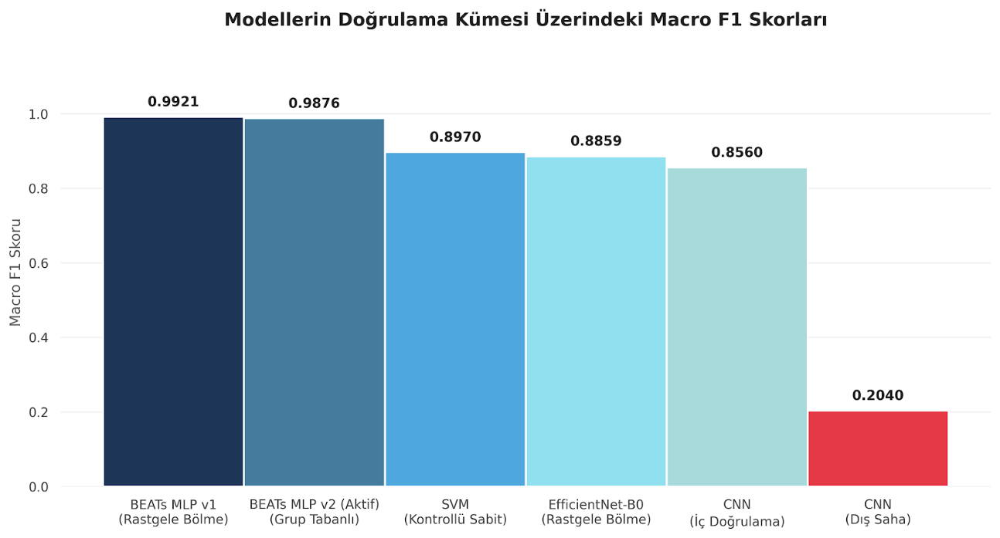 Modellerin Doğrulama Kümesi Üzerindeki Macro F1 Skorları
0.9921
0.9876
0.8970
0.8859
0.8560
0.2040
1.0
0.8
0.6
0.4
0.2
0.0
Macro F1 Skoru
BEATs MLP v1
(Rastgele Bölme)
BEATs MLP v2 (Aktif)
(Grup Tabanlı)
SVM
(Kontrollü Sabit)
EfficientNet-B0
(Rastgele Bölme)
CNN
(İç Doğrulama)
CNN
(Dış Saha)